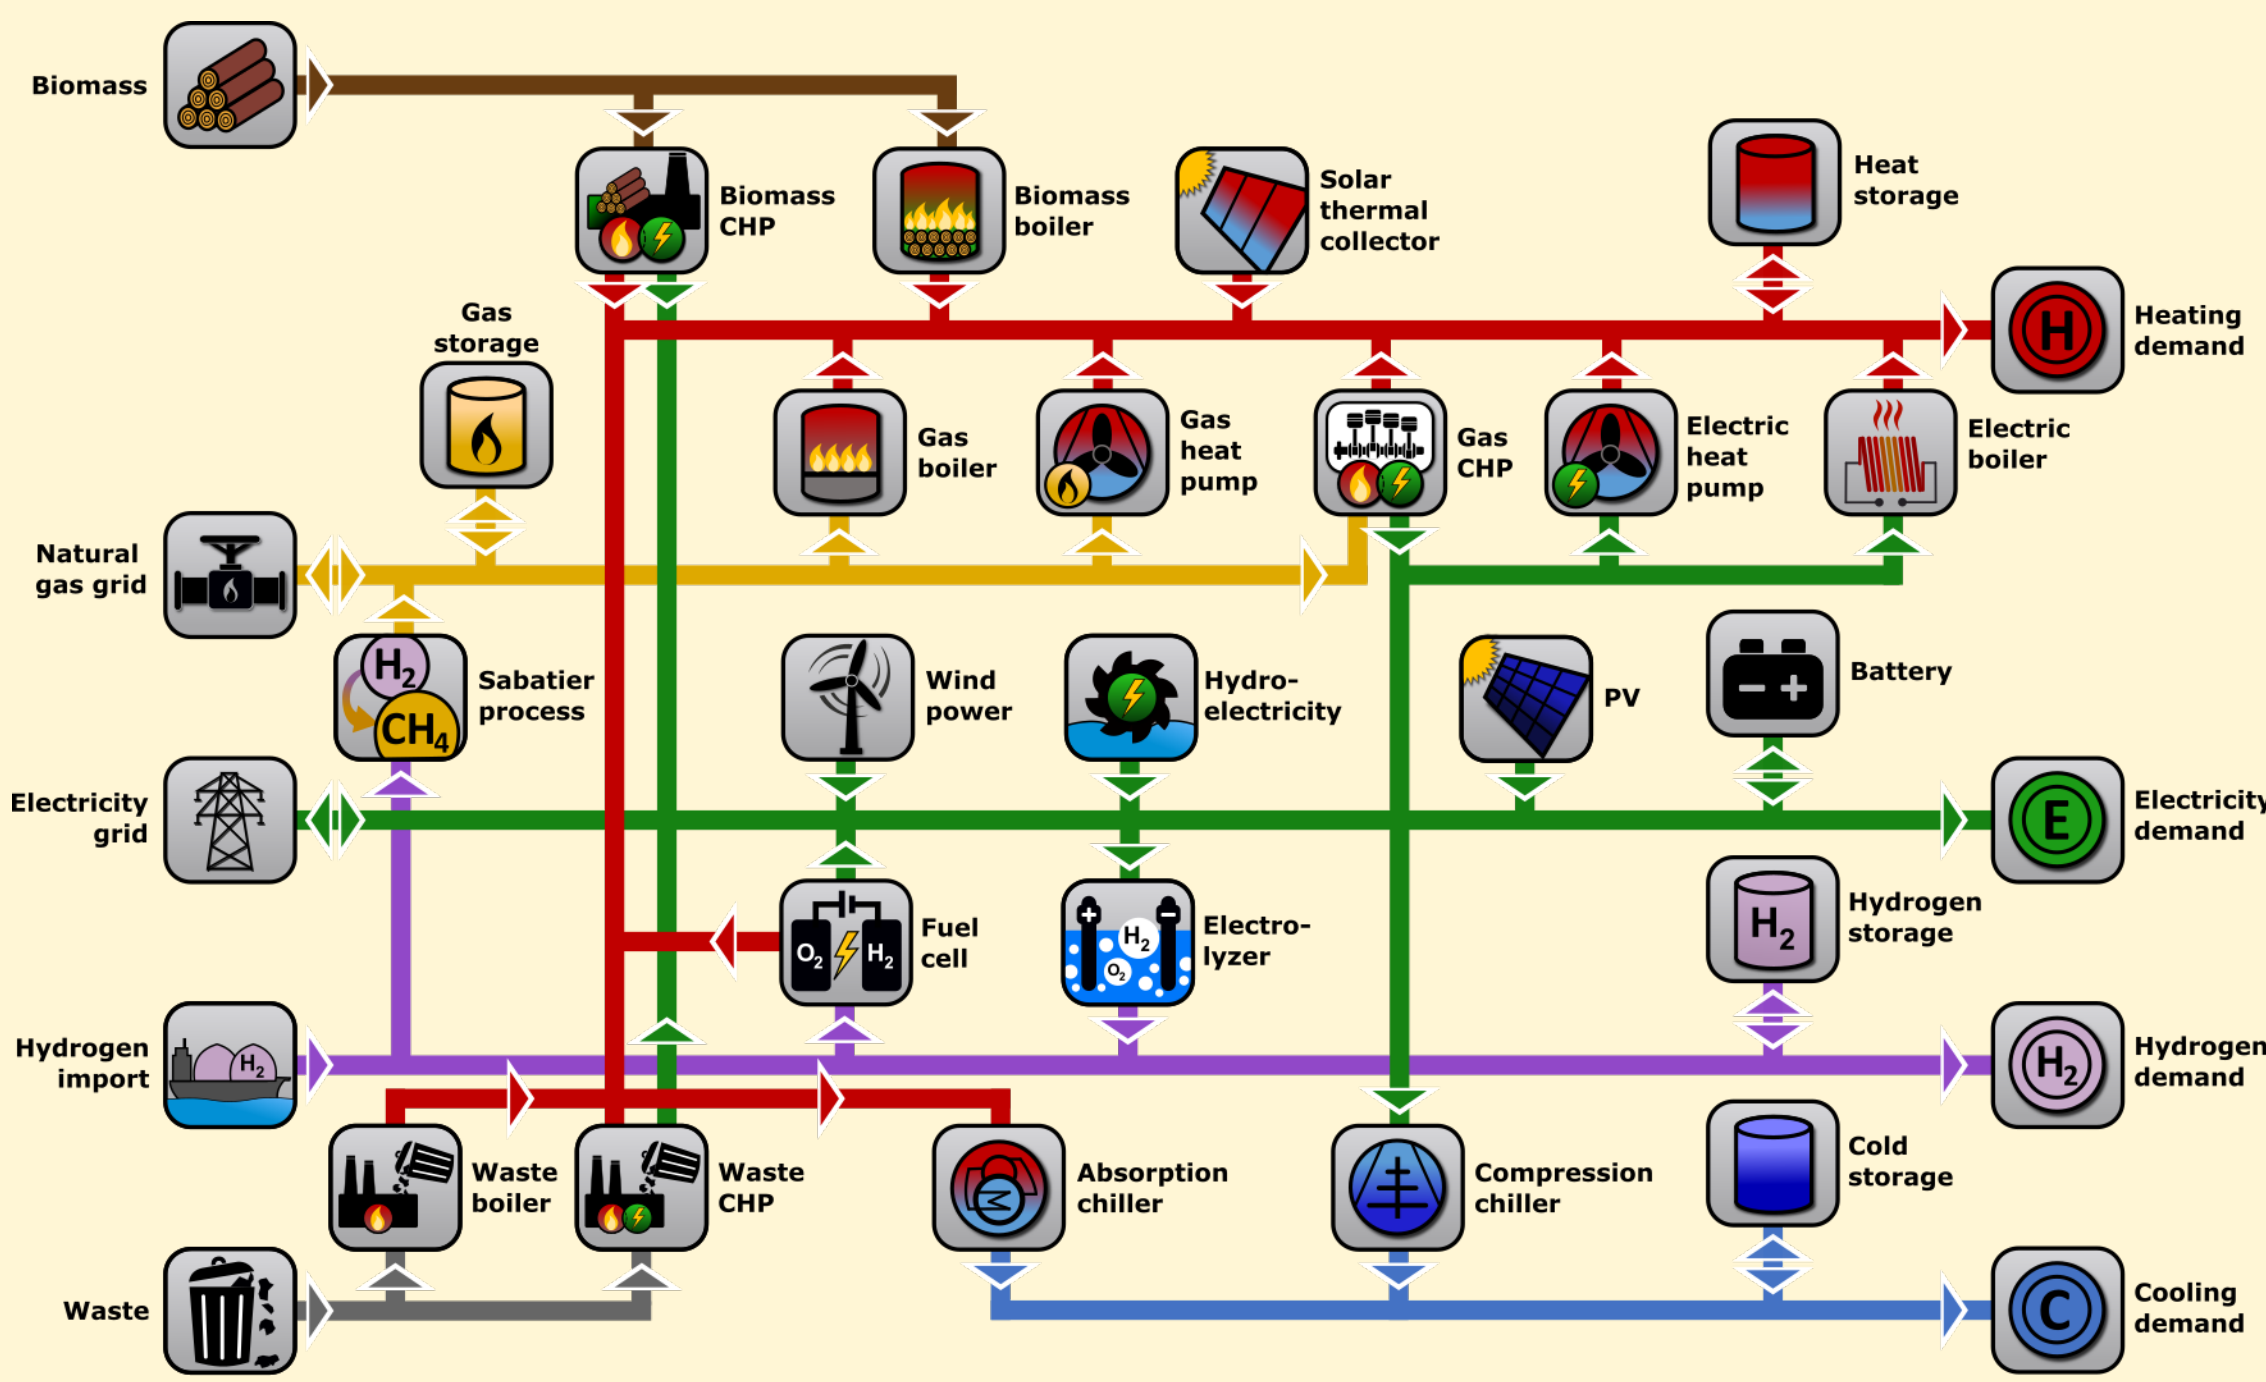 Biomass
Biomass
CHP
Biomass
boiler
Solar
thermal
collector
Heat
storage
H
Heating
demand
Gas
storage
Gas
boiler
Gas
heat
pump
Gas
CHP
Electric
heat
pump
Electric
boiler
Natural
gas grid
H2
CH4
Sabatier
process
Wind
power
Hydro-
electricity
PV
Battery
Electricity
grid
E
Electricity
demand
O2 H2
Fuel
cell
H2
O2
Electro-
lyzer
H2
Hydrogen
storage
Hydrogen
import
H2
H2
Hydrogen
demand
Waste
boiler
Waste
CHP
Absorption
chiller
Compression
chiller
Cold
storage
Waste
C
Cooling
demand